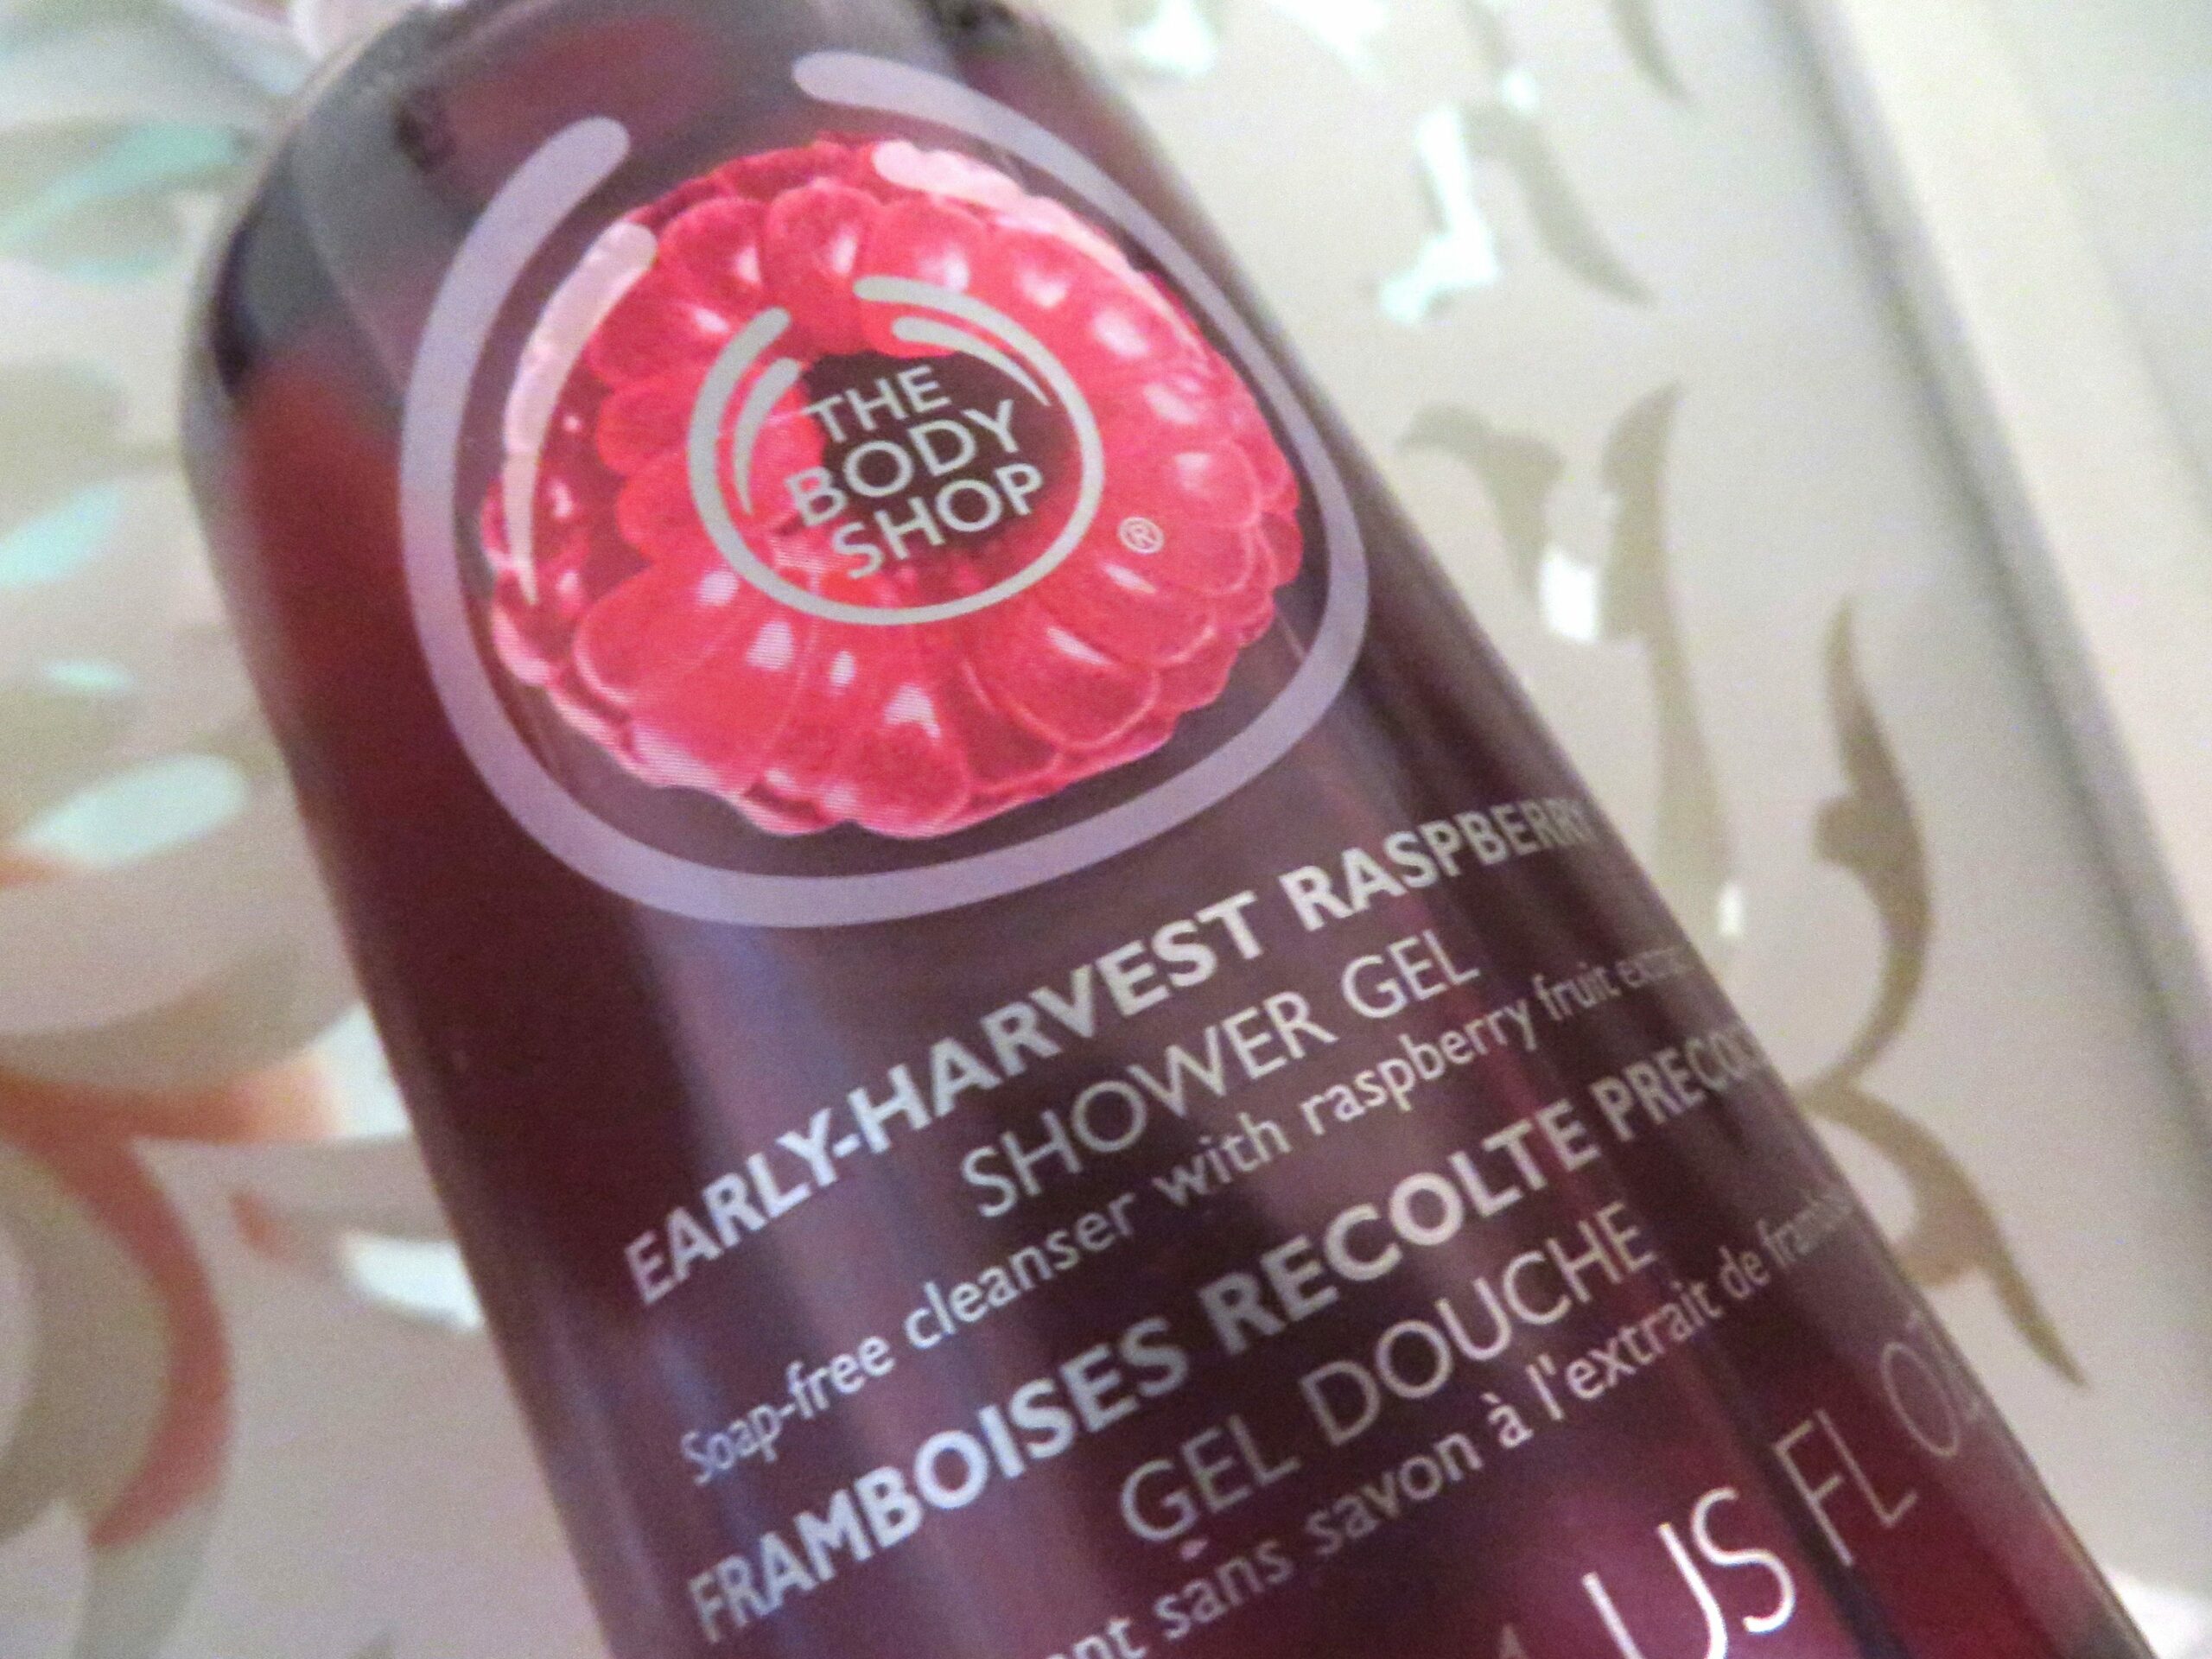 THE
BODY
SHOP
®
EARLY-HARVEST RASPBERRY
SHOWER GEL
Soap-free cleanser with raspberry fruit
FRAMBOISES RECOLTE
GEL DOUCHE
sans savon à l'extrait de
US FL OZ